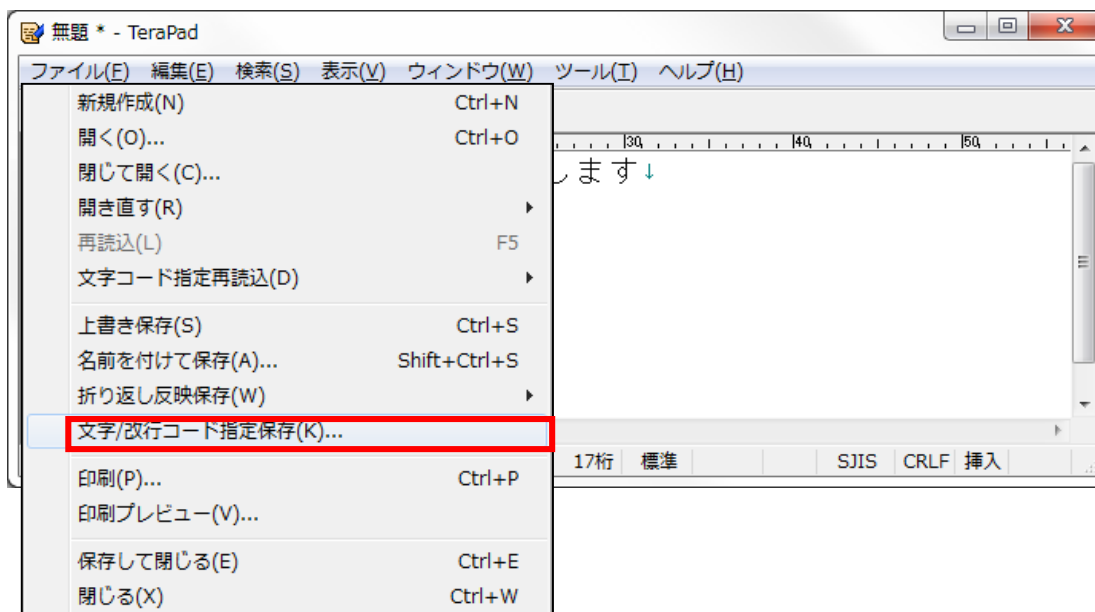 無題 * - TeraPad
ファイル(F) 編集(E) 検索(S) 表示(V) ウィンドウ(W) ツール(T) ヘルプ(H)
新規作成(N) Ctrl+N
開く(O)... Ctrl+O
閉じて開く(C)...
開き直す(R)
再読込(L) F5
文字コード指定再読込(D)
上書き保存(S) Ctrl+S
名前を付けて保存(A)... Shift+Ctrl+S
折り返し反映保存(W)
文字/改行コード指定保存(K)...
印刷(P)... Ctrl+P
印刷プレビュー(V)...
保存して閉じる(E) Ctrl+E
閉じる(X) Ctrl+W
30 40 50
します↓
17桁 標準 SJIS CRLF 挿入